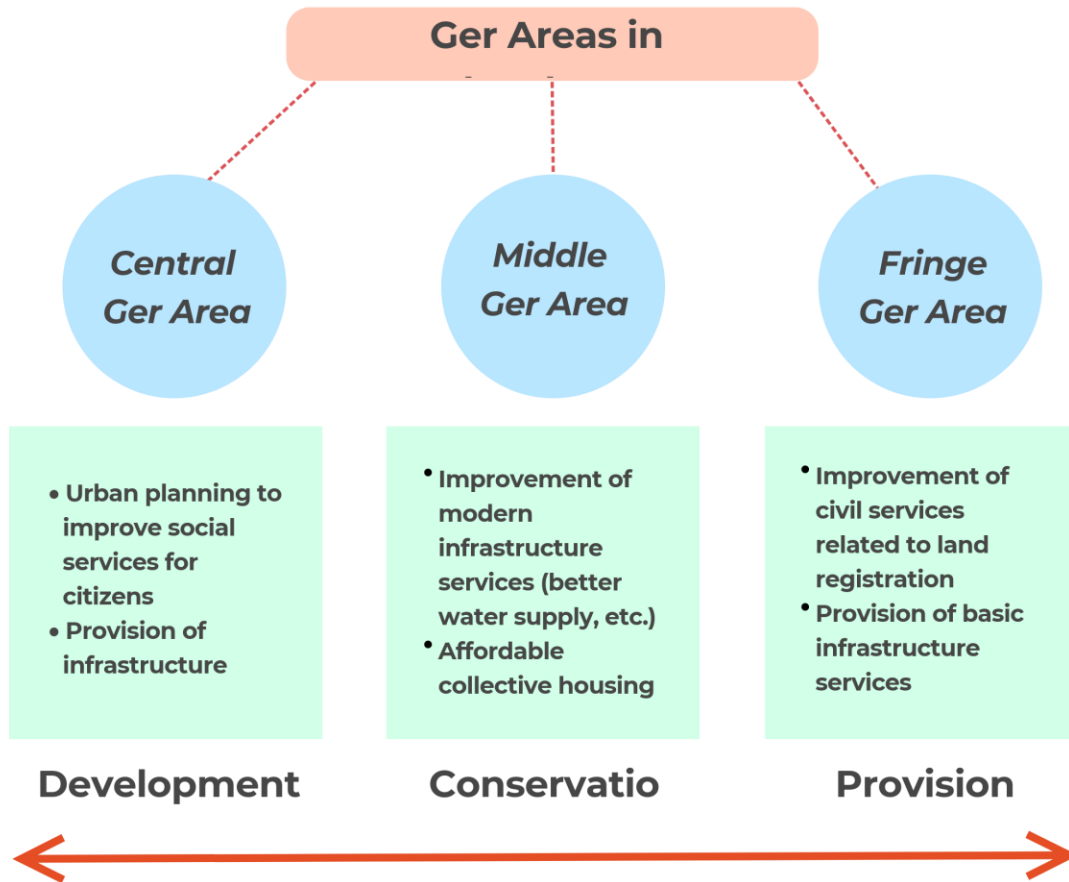 Ger Areas in
Central
Ger Area
Middle
Ger Area
Fringe
Ger Area
• Urban planning to
improve social
services for
citizens
• Provision of
infrastructure
• Improvement of
modern
infrastructure
services (better
water supply, etc.)
• Affordable
collective housing
• Improvement of
civil services
related to land
registration
• Provision of basic
infrastructure
services
Development
Conservatio
Provision